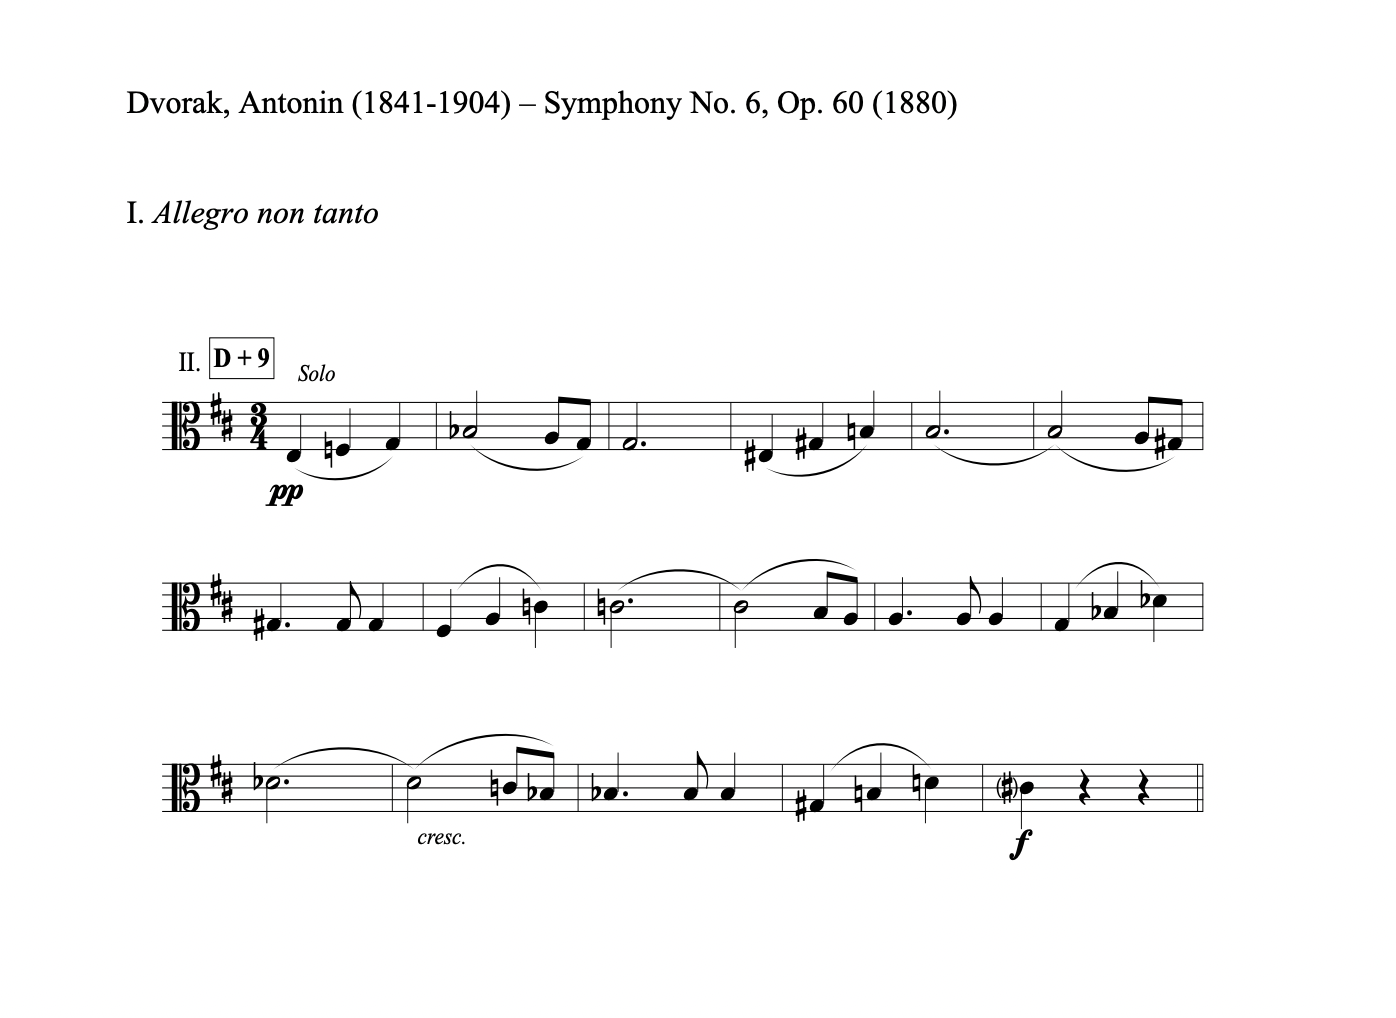 Dvorak, Antonin (1841-1904) – Symphony No. 6, Op. 60 (1880)
I. Allegro non tanto
II. D + 9 Solo
3
4
pp
cresc.
f